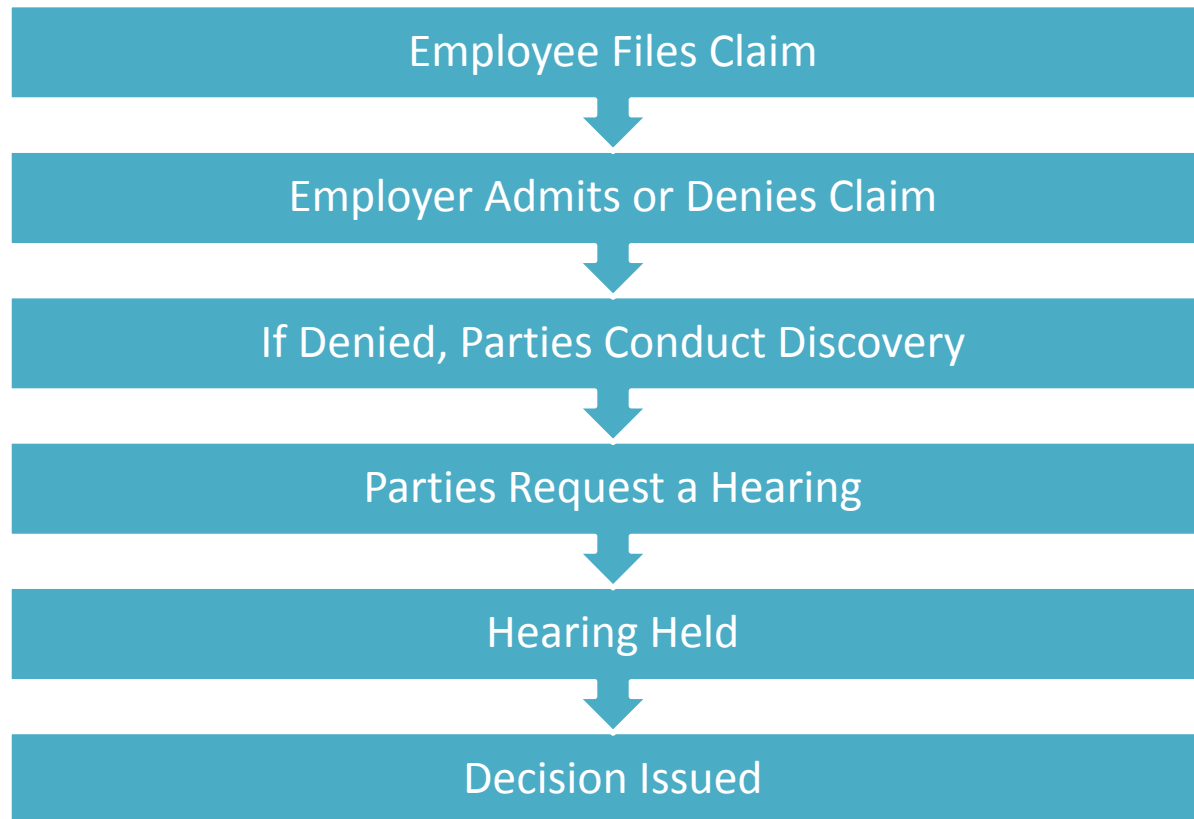 Employee Files Claim
Employer Admits or Denies Claim
If Denied, Parties Conduct Discovery
Parties Request a Hearing
Hearing Held
Decision Issued